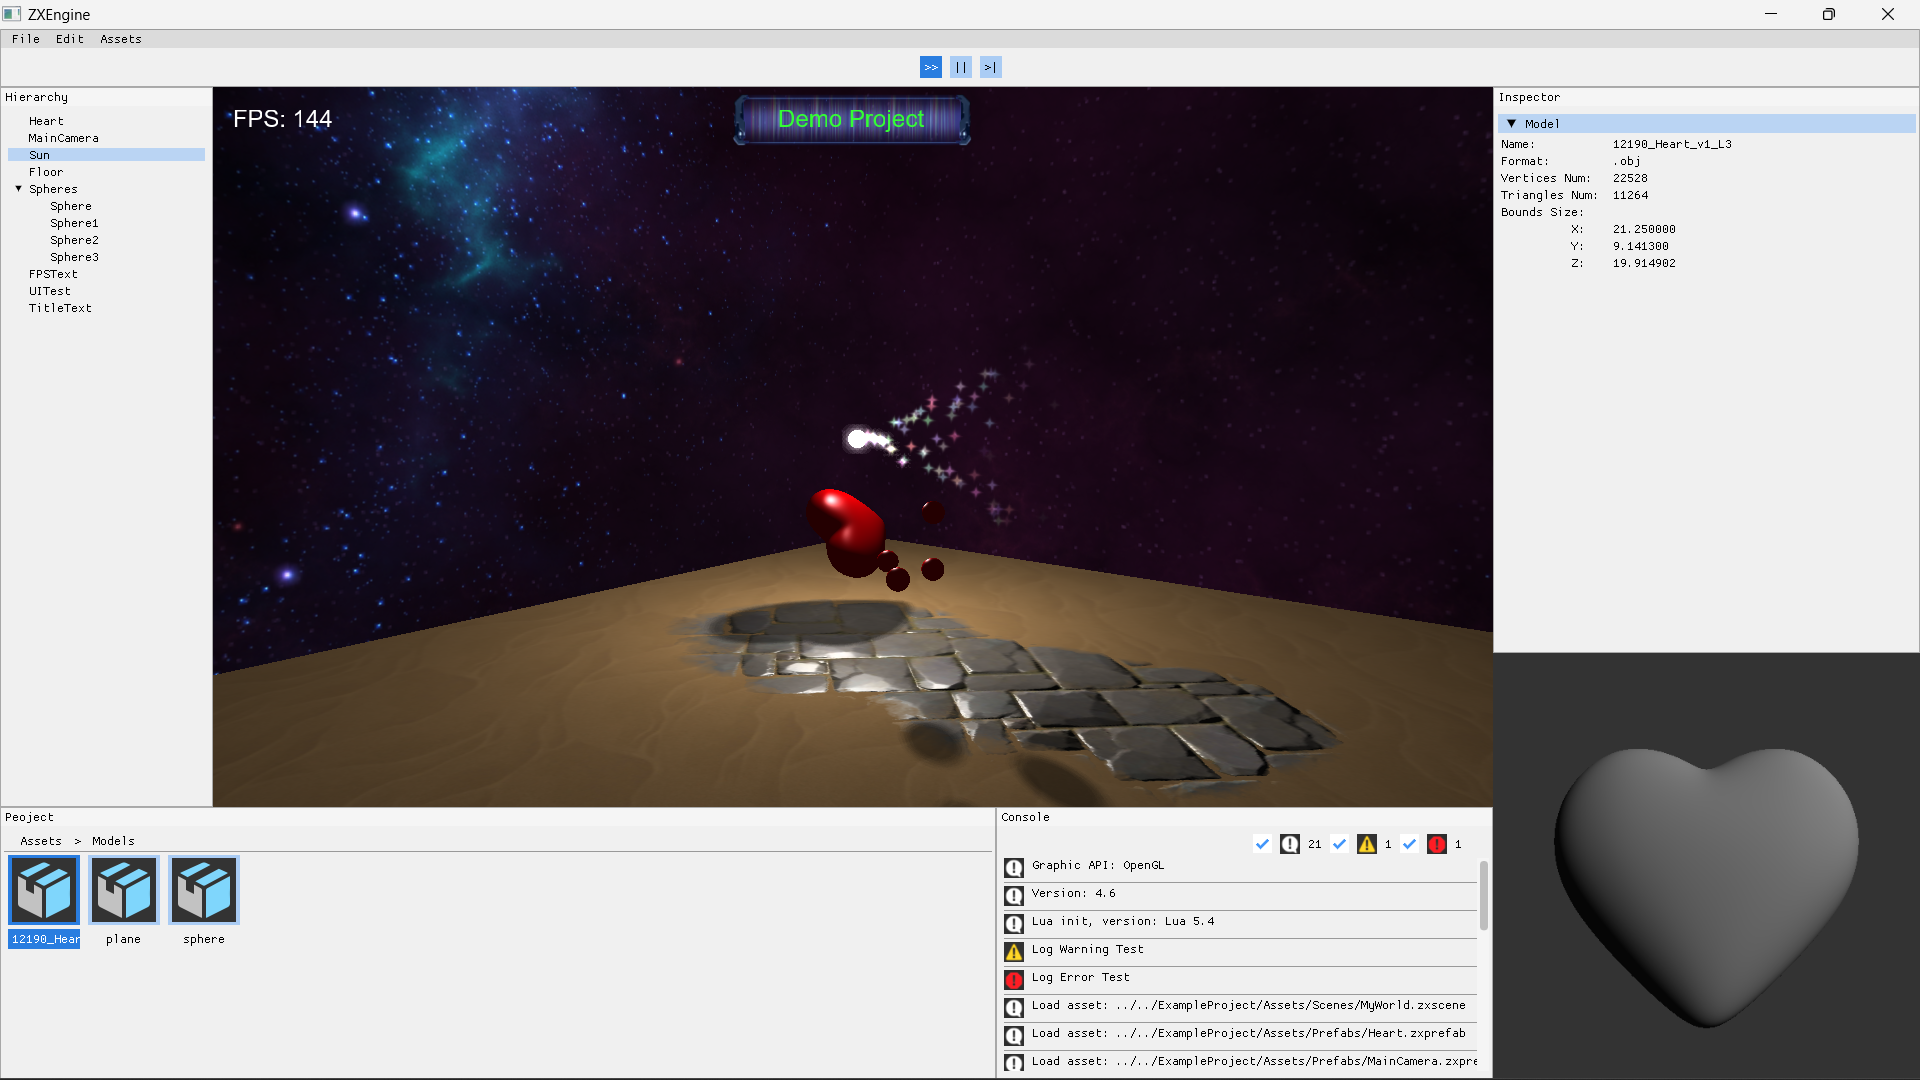 ZXEngine
File Edit Assets
>> || >|
Hierarchy
Heart
MainCamera
Sun
Floor
▼ Spheres
Sphere
Sphere1
Sphere2
Sphere3
FPSText
UITest
TitleText
FPS: 144
Demo Project
Inspector
▼ Model
Name: 12190_Heart_v1_L3
Format: .obj
Vertices Num: 22528
Triangles Num: 11264
Bounds Size:
X: 21.250000
Y: 9.141300
Z: 19.914902
Peoject
Assets > Models
12190_Hear
plane
sphere
Console
21 1 1
Graphic API: OpenGL
Version: 4.6
Lua init, version: Lua 5.4
Log Warning Test
Log Error Test
Load asset: ../../ExampleProject/Assets/Scenes/MyWorld.zxscene
Load asset: ../../ExampleProject/Assets/Prefabs/Heart.zxprefab
Load asset: ../../ExampleProject/Assets/Prefabs/MainCamera.zxpre